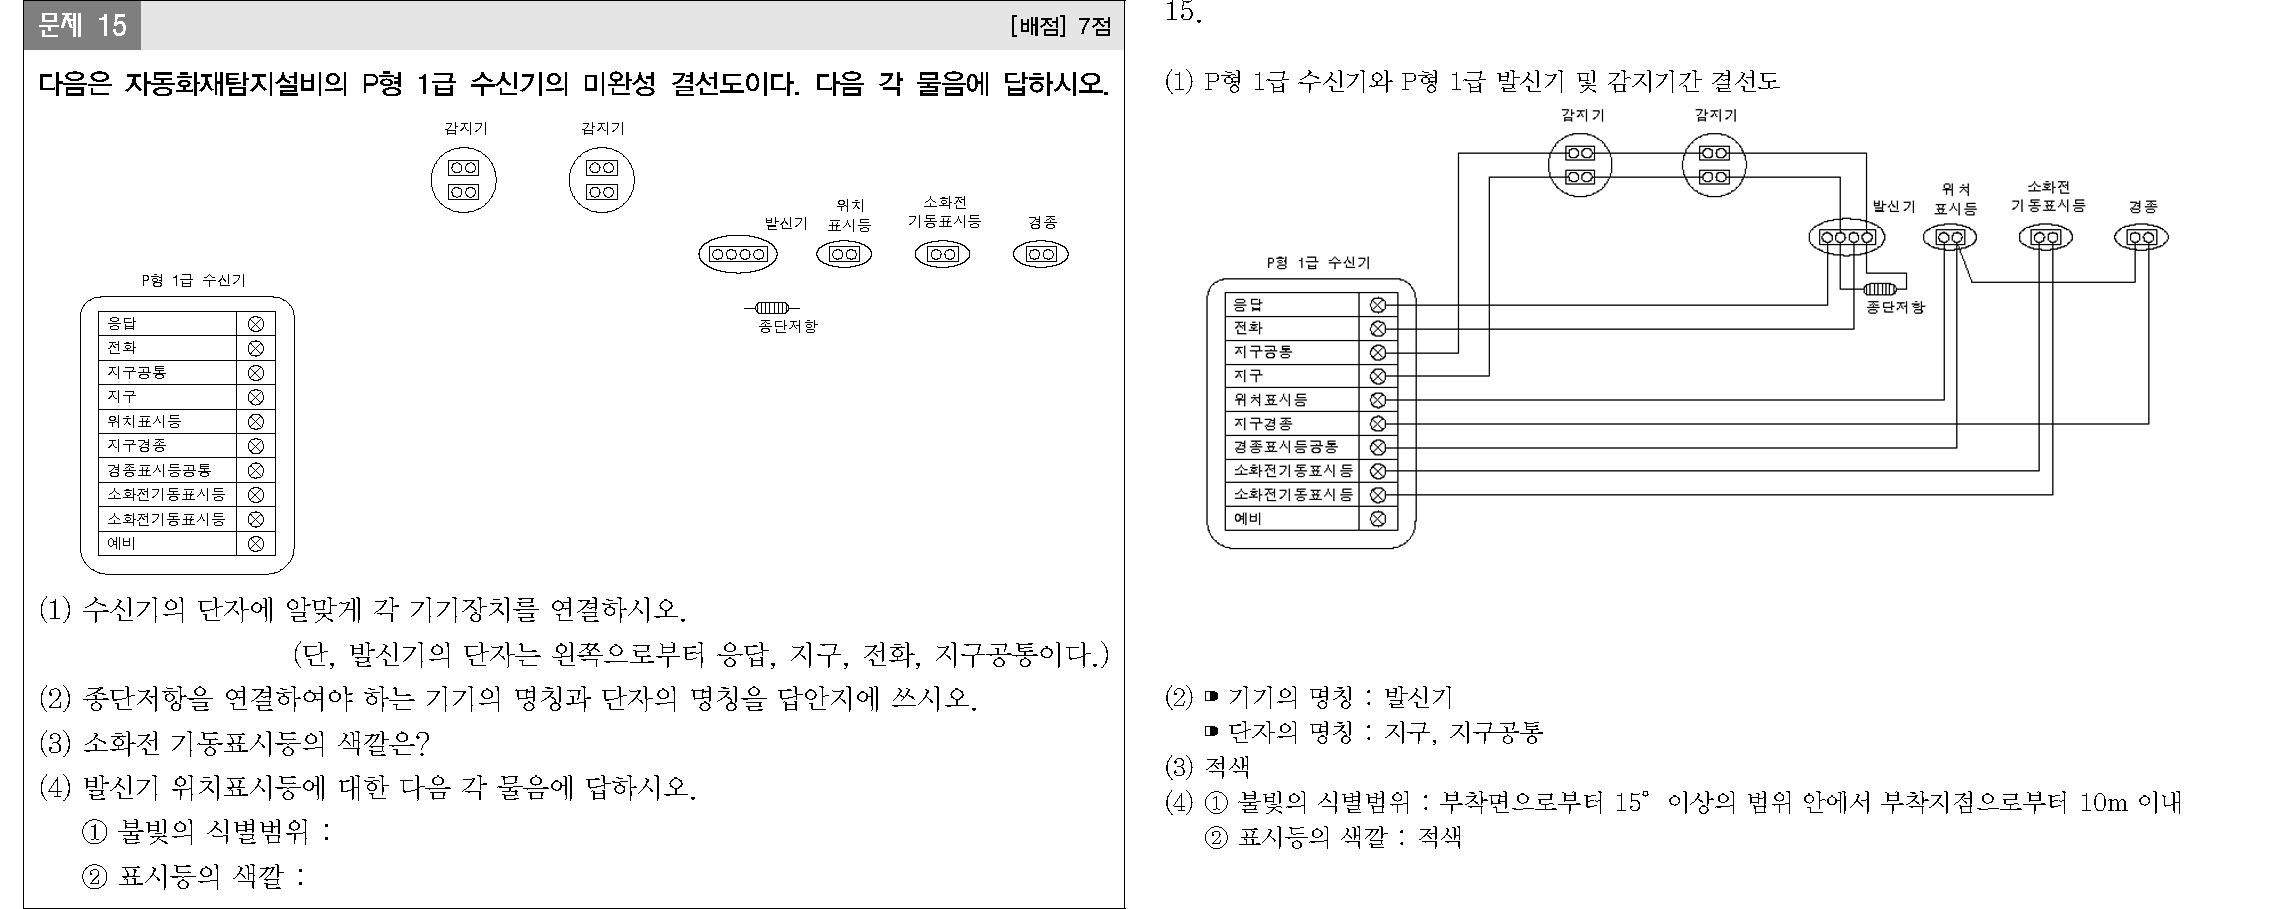 문제 15
[배점] 7점
다음은 자동화재탐지설비의 P형 1급 수신기의 미완성 결선도이다. 다음 각 물음에 답하시오.
감지기
감지기
발신기
위치
표시등
소화전
기동표시등
경종
종단저항
P형 1급 수신기
응답
전화
지구공통
지구
위치표시등
지구경종
경종표시등공통
소화전기동표시등
소화전기동표시등
예비
(1) 수신기의 단자에 알맞게 각 기기장치를 연결하시오.
(단, 발신기의 단자는 왼쪽으로부터 응답, 지구, 전화, 지구공통이다.)
(2) 종단저항을 연결하여야 하는 기기의 명칭과 단자의 명칭을 답안지에 쓰시오.
(3) 소화전 기동표시등의 색깔은?
(4) 발신기 위치표시등에 대한 다음 각 물음에 답하시오.
① 불빛의 식별범위 :
② 표시등의 색깔 :
15.
(1) P형 1급 수신기와 P형 1급 발신기 및 감지기간 결선도
감지기
감지기
발신기
위치
표시등
소화전
기동표시등
경종
종단저항
P형 1급 수신기
응답
전화
지구공통
지구
위치표시등
지구경종
경종표시등공통
소화전기동표시등
소화전기동표시등
예비
(2) 기기의 명칭 : 발신기
단자의 명칭 : 지구, 지구공통
(3) 적색
(4) ① 불빛의 식별범위 : 부착면으로부터 15° 이상의 범위 안에서 부착지점으로부터 10m 이내
② 표시등의 색깔 : 적색